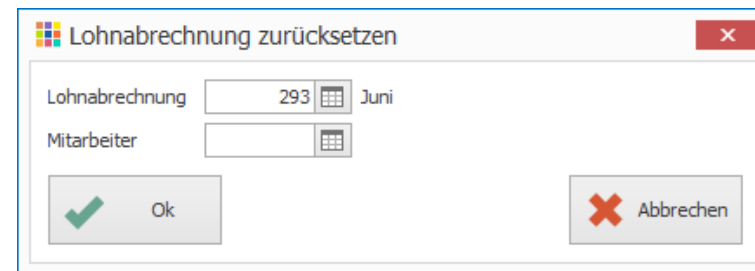 Lohnabrechnung zurücksetzen
Lohnabrechnung 293 Juni
Mitarbeiter
Ok Abbrechen